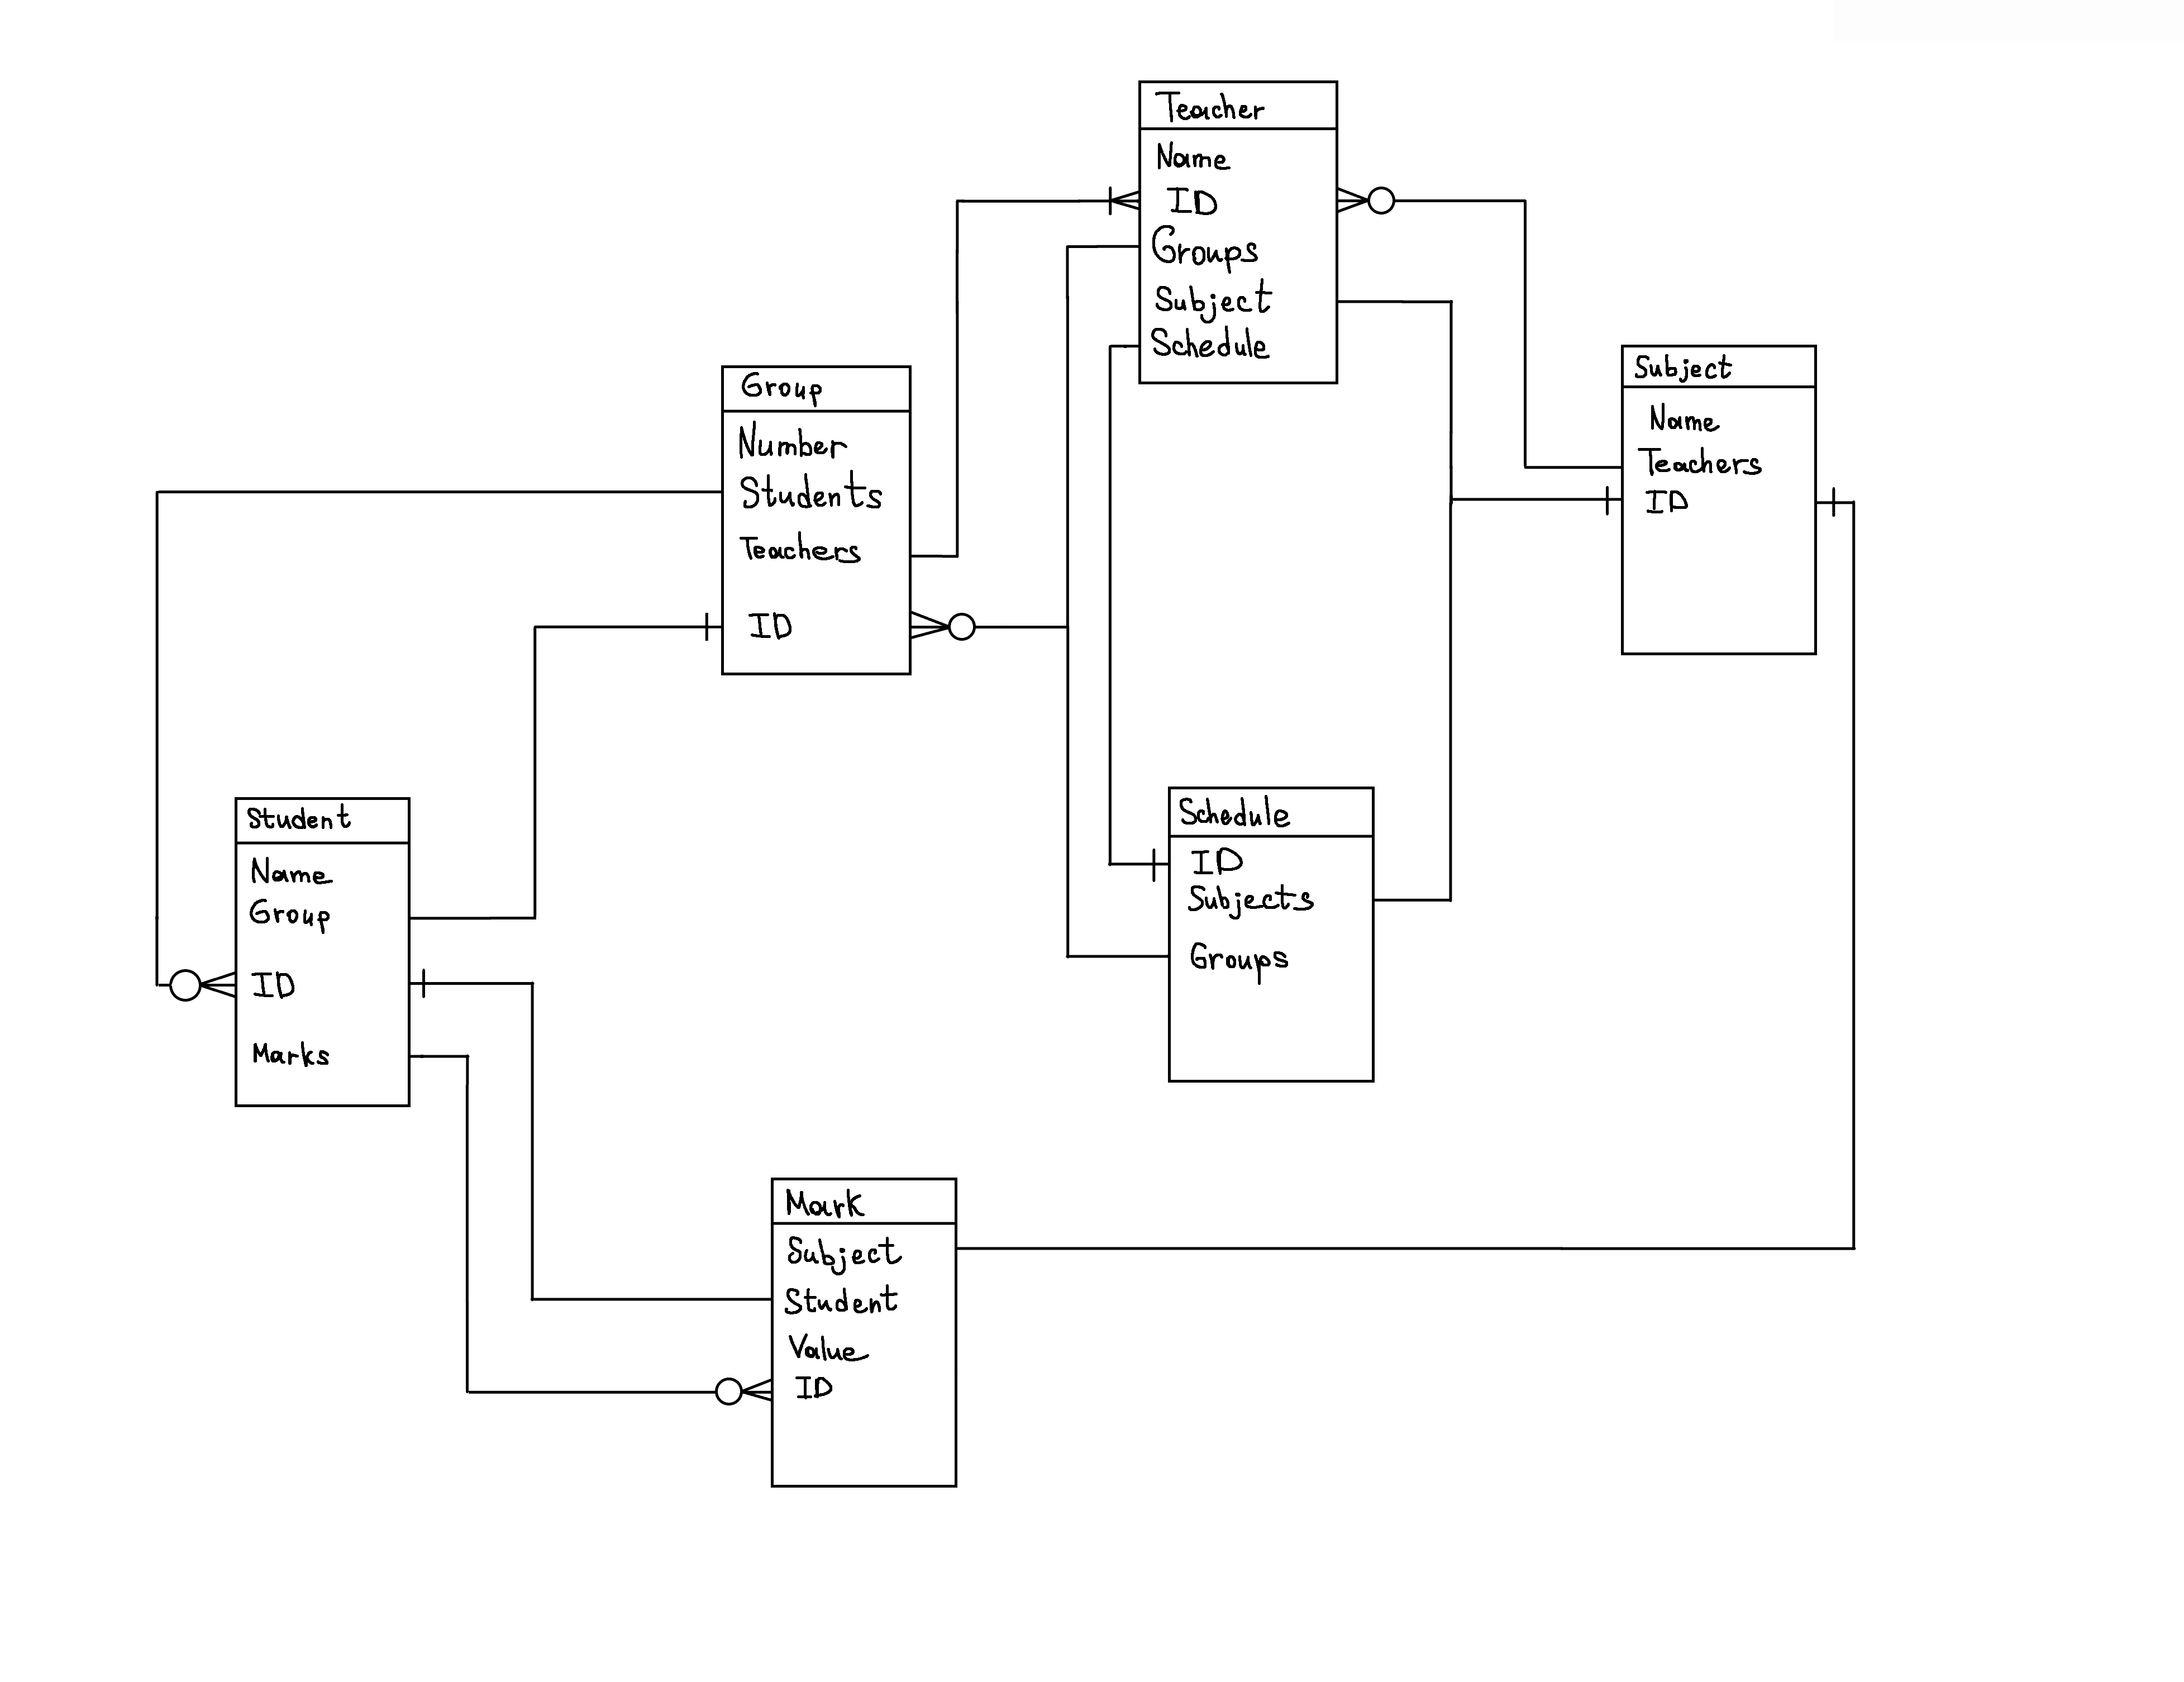 Teacher
Name
ID
Groups
Subject
Schedule
Subject
Name
Teachers
ID
Group
Number
Students
Teachers
ID
Student
Name
Group
ID
Marks
Schedule
ID
Subjects
Groups
Mark
Subject
Student
Value
ID